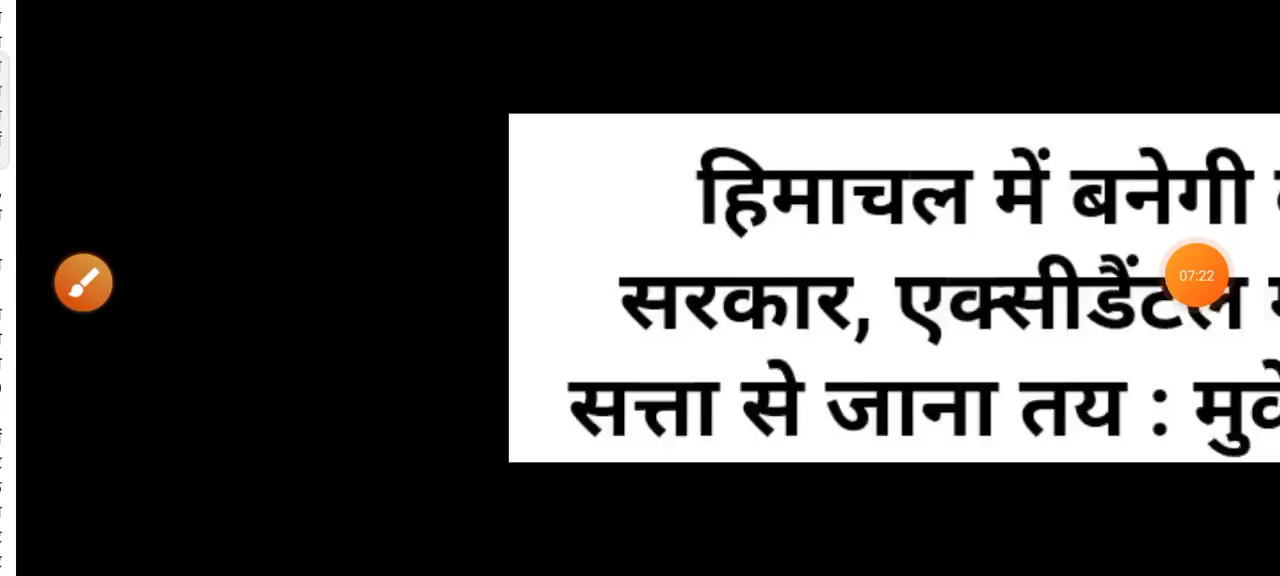 हिमाचल में बनेगी
सरकार, एक्सीडैंटल
07:22
सत्ता से जाना तय :